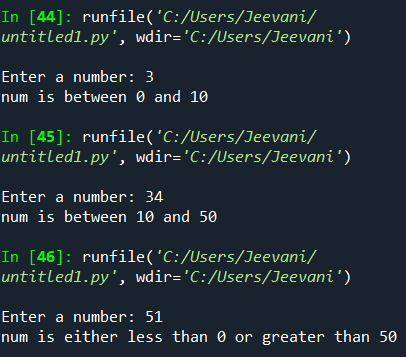 In [44]: runfile('C:/Users/Jeevani/
untitled1.py', wdir='C:/Users/Jeevani')
Enter a number: 3
num is between 0 and 10
In [45]: runfile('C:/Users/Jeevani/
untitled1.py', wdir='C:/Users/Jeevani')
Enter a number: 34
num is between 10 and 50
In [46]: runfile('C:/Users/Jeevani/
untitled1.py', wdir='C:/Users/Jeevani')
Enter a number: 51
num is either less than 0 or greater than 50